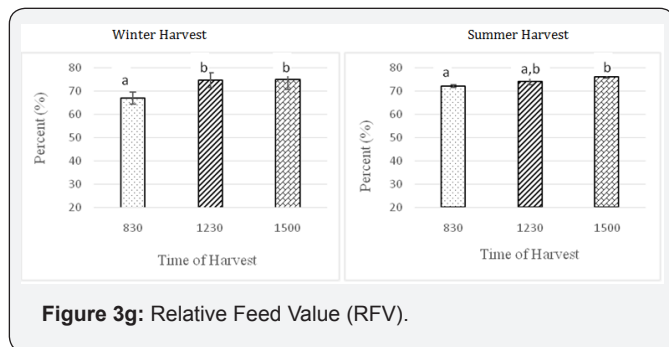 Winter Harvest
80
70
60
50
40
30
20
Percent (%)
a
b
b
830 1230 1500
Time of Harvest
Summer Harvest
80
70
60
50
40
30
20
Percent (%)
a
a,b
b
830 1230 1500
Time of Harvest
Figure 3g: Relative Feed Value (RFV).